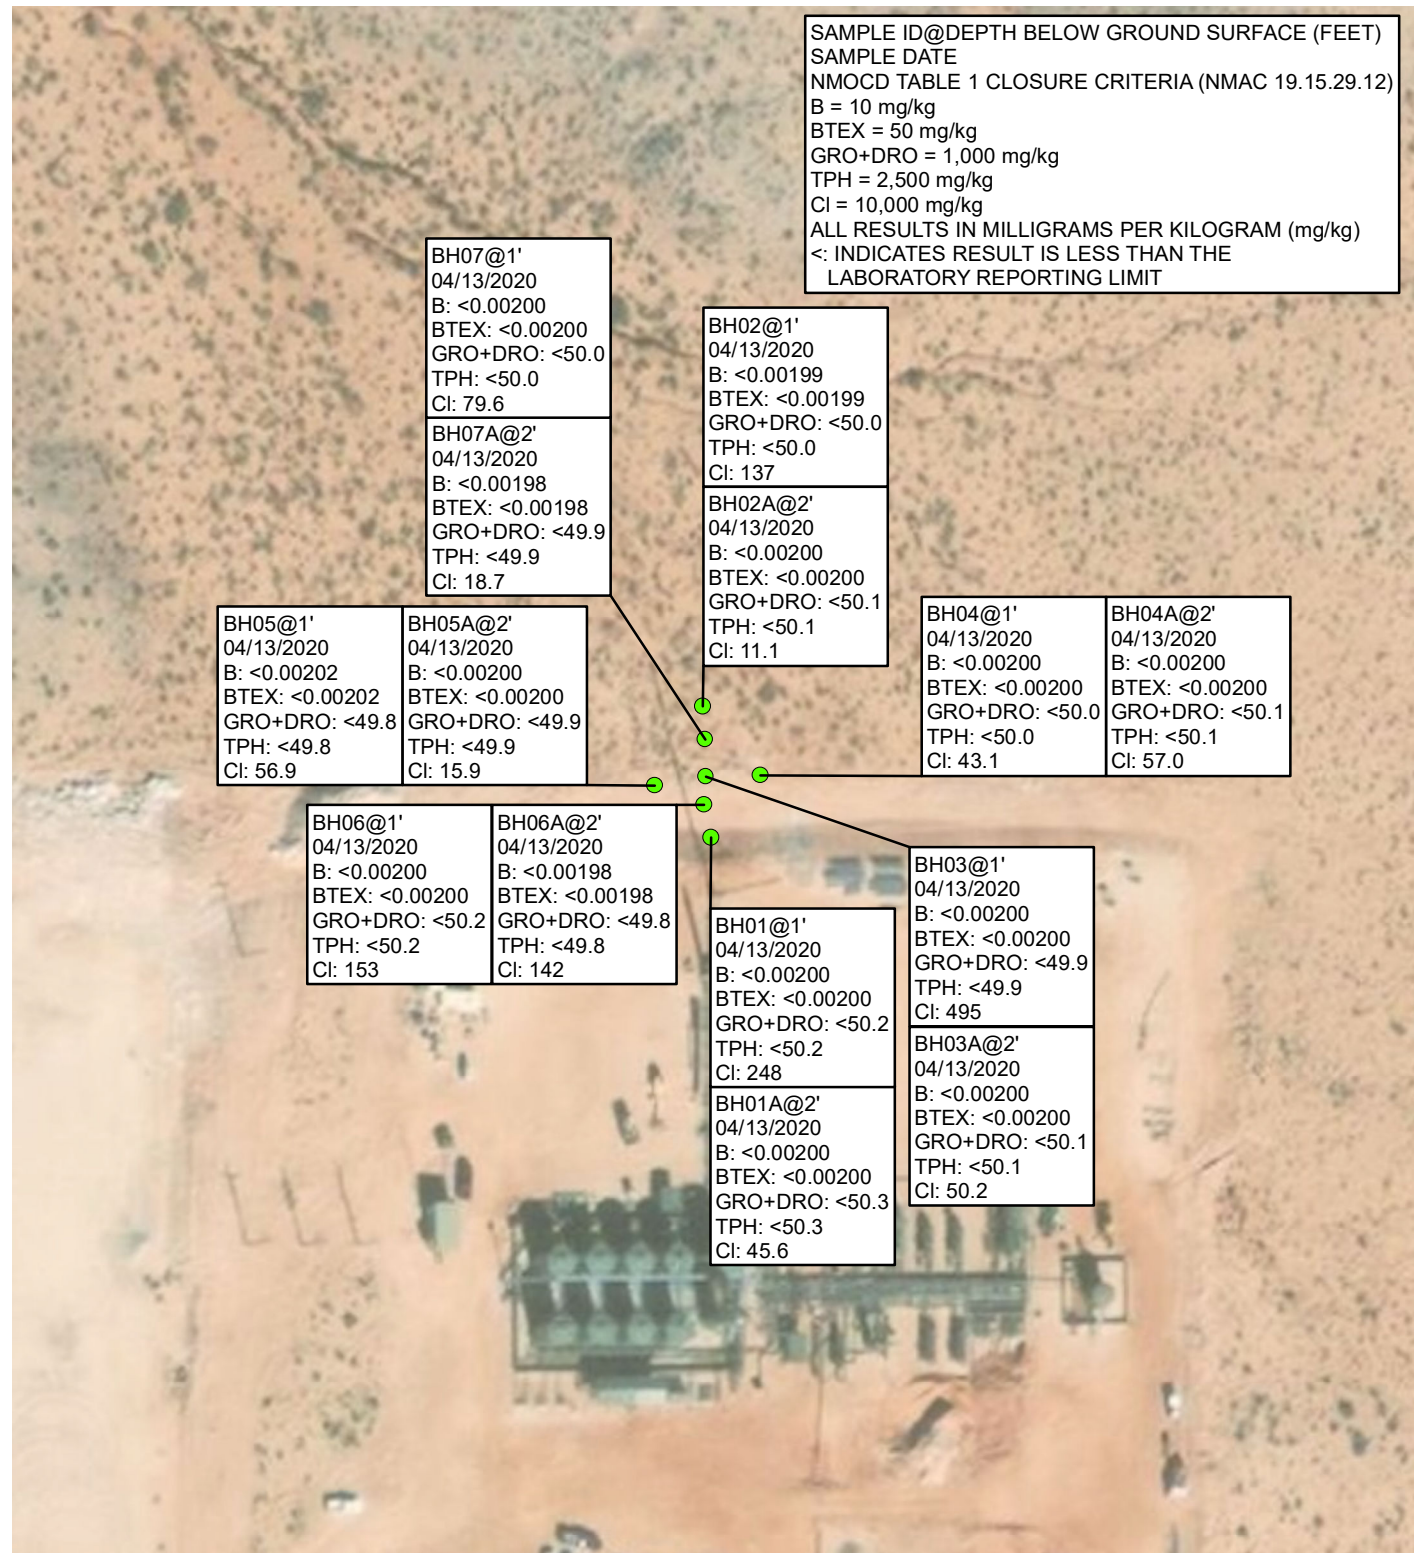 SAMPLE ID@DEPTH BELOW GROUND SURFACE (FEET)
SAMPLE DATE
NMOCD TABLE 1 CLOSURE CRITERIA (NMAC 19.15.29.12)
B = 10 mg/kg
BTEX = 50 mg/kg
GRO+DRO = 1,000 mg/kg
TPH = 2,500 mg/kg
Cl = 10,000 mg/kg
ALL RESULTS IN MILLIGRAMS PER KILOGRAM (mg/kg)
<: INDICATES RESULT IS LESS THAN THE
LABORATORY REPORTING LIMIT
BH07@1'
04/13/2020
B: <0.00200
BTEX: <0.00200
GRO+DRO: <50.0
TPH: <50.0
Cl: 79.6
BH07A@2'
04/13/2020
B: <0.00198
BTEX: <0.00198
GRO+DRO: <49.9
TPH: <49.9
Cl: 18.7
BH02@1'
04/13/2020
B: <0.00199
BTEX: <0.00199
GRO+DRO: <50.0
TPH: <50.0
Cl: 137
BH02A@2'
04/13/2020
B: <0.00200
BTEX: <0.00200
GRO+DRO: <50.1
TPH: <50.1
Cl: 11.1
BH05@1'
04/13/2020
B: <0.00202
BTEX: <0.00202
GRO+DRO: <49.8
TPH: <49.8
Cl: 56.9
BH05A@2'
04/13/2020
B: <0.00200
BTEX: <0.00200
GRO+DRO: <49.9
TPH: <49.9
Cl: 15.9
BH04@1'
04/13/2020
B: <0.00200
BTEX: <0.00200
GRO+DRO: <50.0
TPH: <50.0
Cl: 43.1
BH04A@2'
04/13/2020
B: <0.00200
BTEX: <0.00200
GRO+DRO: <50.1
TPH: <50.1
Cl: 57.0
BH06@1'
04/13/2020
B: <0.00200
BTEX: <0.00200
GRO+DRO: <50.2
TPH: <50.2
Cl: 153
BH06A@2'
04/13/2020
B: <0.00198
BTEX: <0.00198
GRO+DRO: <49.8
TPH: <49.8
Cl: 142
BH01@1'
04/13/2020
B: <0.00200
BTEX: <0.00200
GRO+DRO: <50.2
TPH: <50.2
Cl: 248
BH01A@2'
04/13/2020
B: <0.00200
BTEX: <0.00200
GRO+DRO: <50.3
TPH: <50.3
Cl: 45.6
BH03@1'
04/13/2020
B: <0.00200
BTEX: <0.00200
GRO+DRO: <49.9
TPH: <49.9
Cl: 495
BH03A@2'
04/13/2020
B: <0.00200
BTEX: <0.00200
GRO+DRO: <50.1
TPH: <50.1
Cl: 50.2